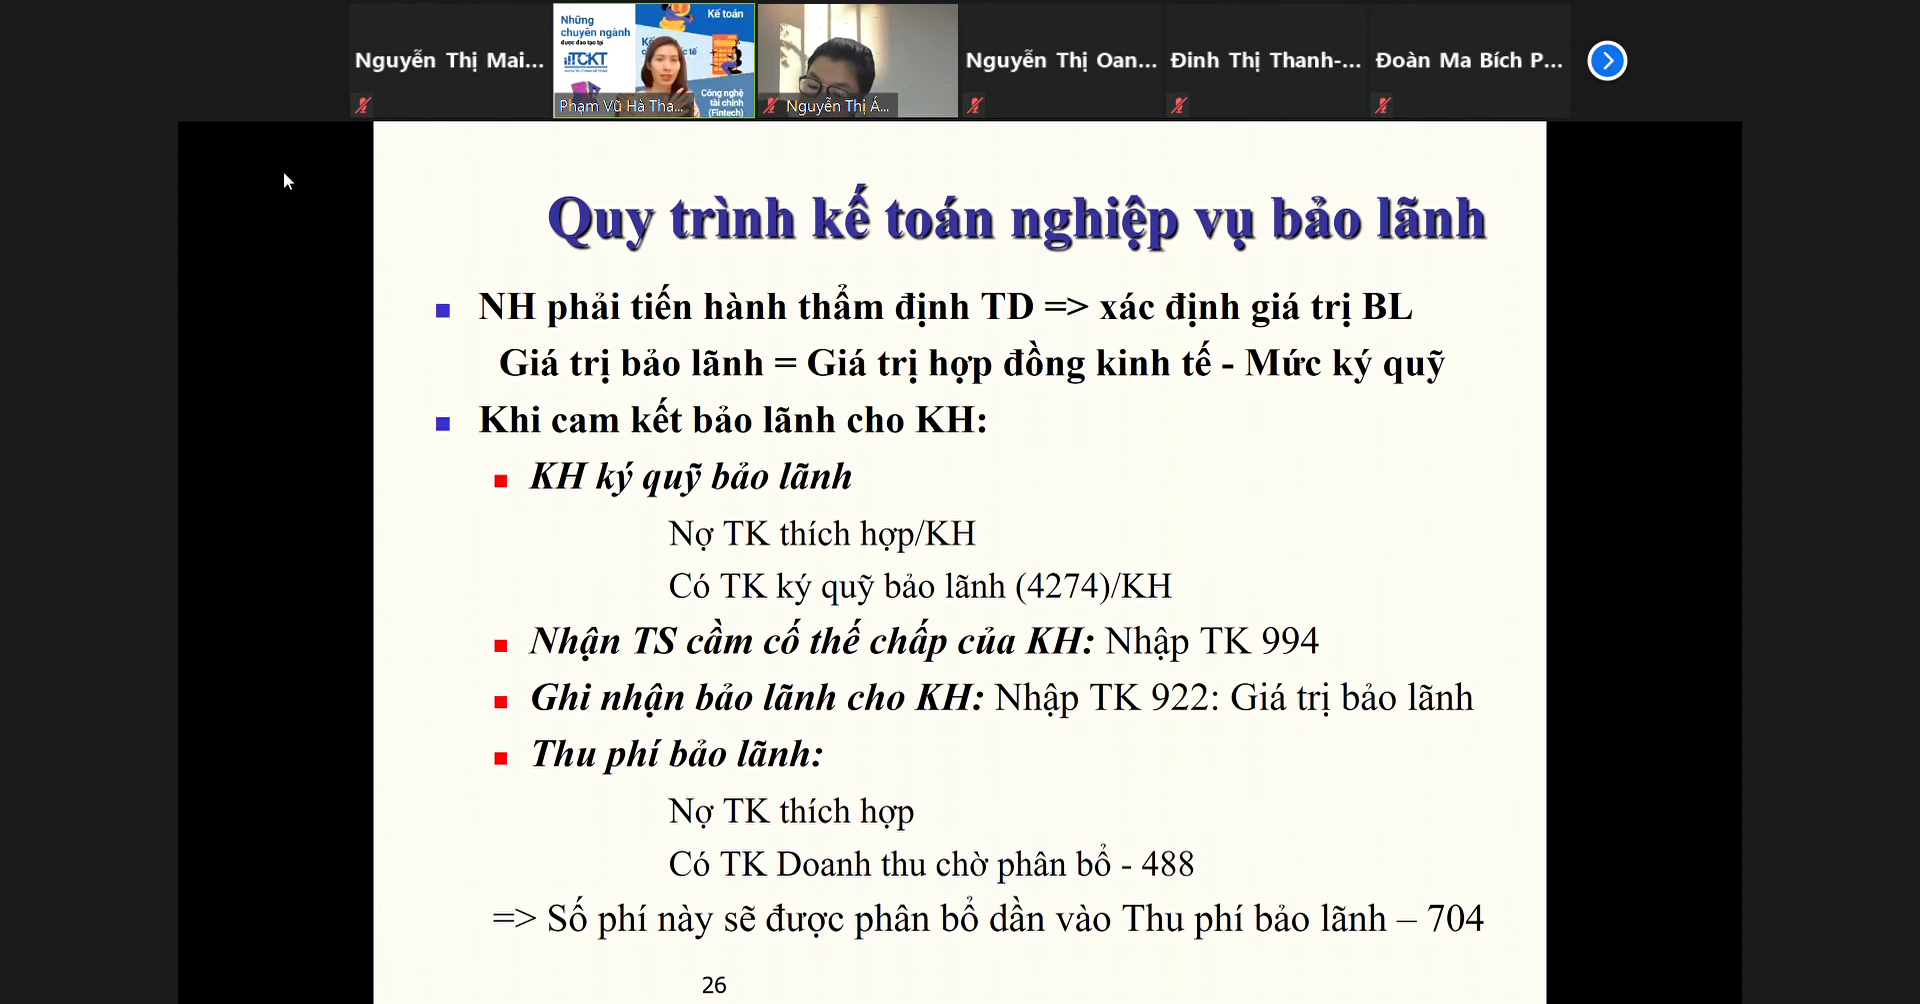 Nguyễn Thị Mai...
Những
chuyên ngành
được đào tạo tại
TCKT
Kế toán
Công nghệ
tài chính
(Fintech)
Phạm Vũ Hà Tha...
Nguyễn Thị Á...
Nguyễn Thị Oan...
Đinh Thị Thanh-...
Đoàn Ma Bích P...
Quy trình kế toán nghiệp vụ bảo lãnh
NH phải tiến hành thẩm định TD => xác định giá trị BL
Giá trị bảo lãnh = Giá trị hợp đồng kinh tế - Mức ký quỹ
Khi cam kết bảo lãnh cho KH:
KH ký quỹ bảo lãnh
Nợ TK thích hợp/KH
Có TK ký quỹ bảo lãnh (4274)/KH
Nhận TS cầm cố thế chấp của KH: Nhập TK 994
Ghi nhận bảo lãnh cho KH: Nhập TK 922: Giá trị bảo lãnh
Thu phí bảo lãnh:
Nợ TK thích hợp
Có TK Doanh thu chờ phân bổ - 488
=> Số phí này sẽ được phân bổ dần vào Thu phí bảo lãnh – 704
26